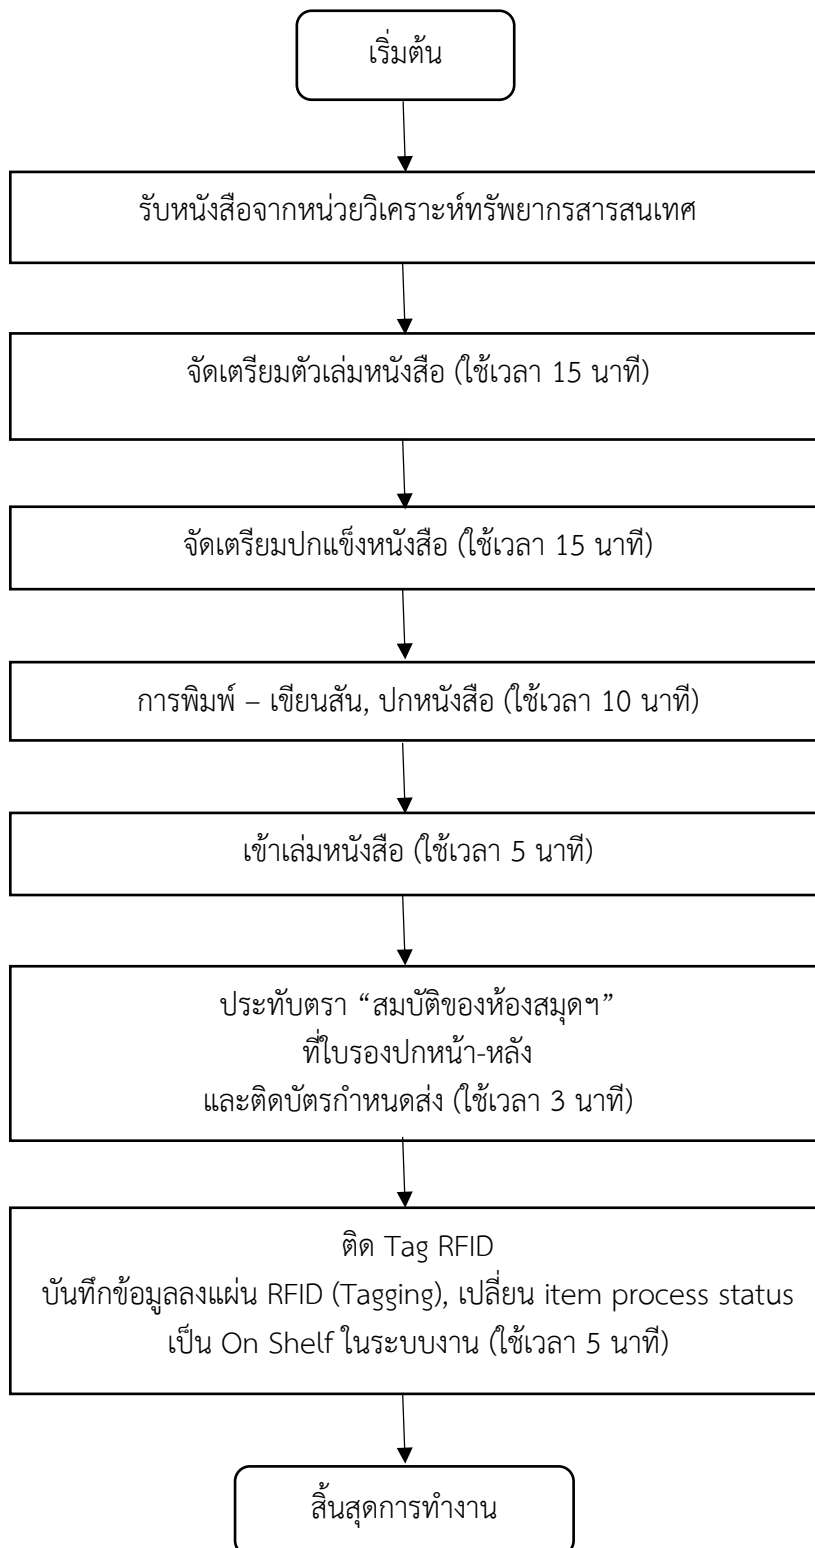 เริ่มต้น
รับหนังสือจากหน่วยวิเคราะห์ทรัพยากรสารสนเทศ
จัดเตรียมตัวเล่มหนังสือ (ใช้เวลา 15 นาที)
จัดเตรียมปกแข็งหนังสือ (ใช้เวลา 15 นาที)
การพิมพ์ – เขียนสัน, ปกหนังสือ (ใช้เวลา 10 นาที)
เข้าเล่มหนังสือ (ใช้เวลา 5 นาที)
ประทับตรา “สมบัติของห้องสมุดฯ”
ที่ใบรองปกหน้า-หลัง
และติดบัตรกำหนดส่ง (ใช้เวลา 3 นาที)
ติด Tag RFID
บันทึกข้อมูลลงแผ่น RFID (Tagging), เปลี่ยน item process status
เป็น On Shelf ในระบบงาน (ใช้เวลา 5 นาที)
สิ้นสุดการทำงาน